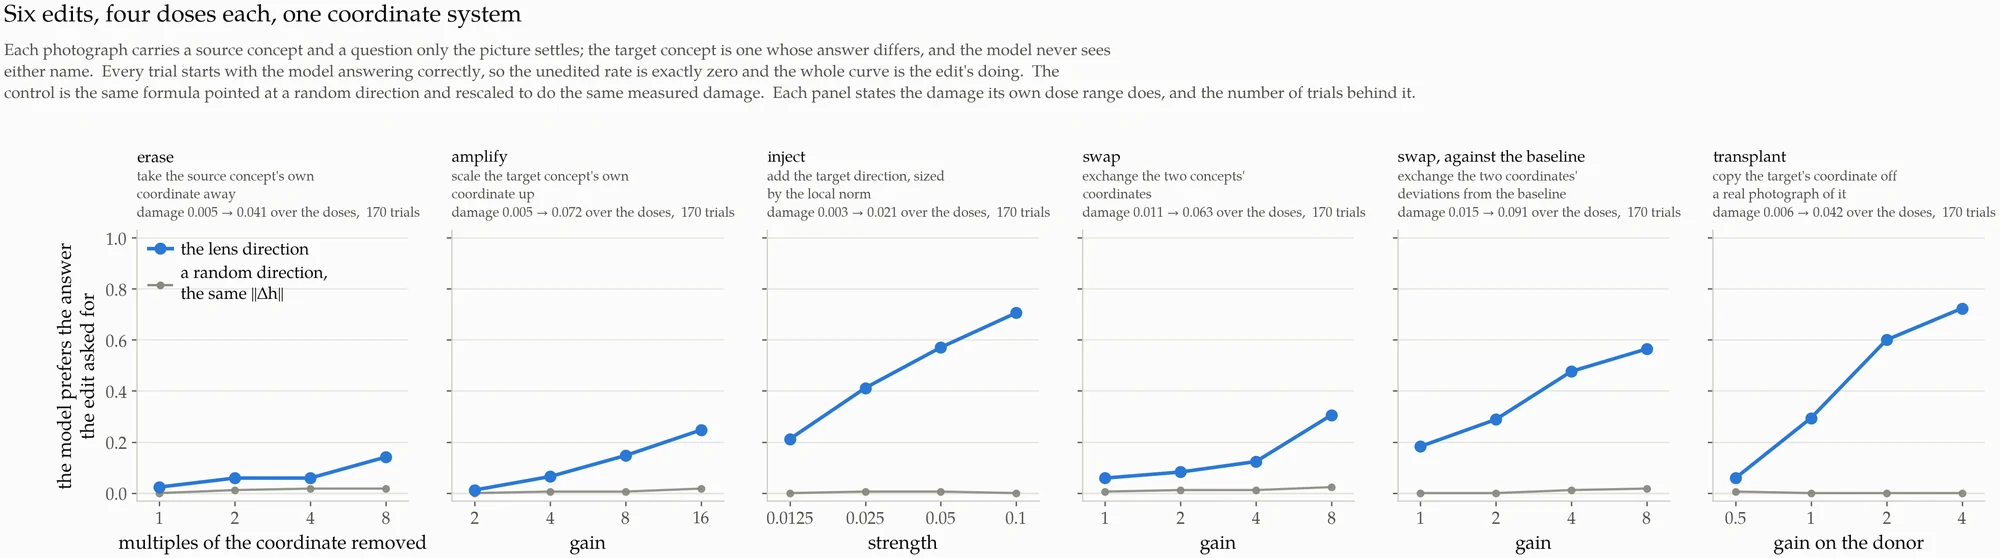 Six edits, four doses each, one coordinate system
Each photograph carries a source concept and a question only the picture settles; the target concept is one whose answer differs, and the model never sees
either name.  Every trial starts with the model answering correctly, so the unedited rate is exactly zero and the whole curve is the edit's doing.  The
control is the same formula pointed at a random direction and rescaled to do the same measured damage.  Each panel states the damage its own dose range does, and the number of trials behind it.
erase
take the source concept's own
coordinate away
damage 0.005 → 0.041 over the doses,  170 trials
amplify
scale the target concept's own
coordinate up
damage 0.005 → 0.072 over the doses,  170 trials
inject
add the target direction, sized
by the local norm
damage 0.003 → 0.021 over the doses,  170 trials
swap
exchange the two concepts'
coordinates
damage 0.011 → 0.063 over the doses,  170 trials
swap, against the baseline
exchange the two coordinates'
deviations from the baseline
damage 0.015 → 0.091 over the doses,  170 trials
transplant
copy the target's coordinate off
a real photograph of it
damage 0.006 → 0.042 over the doses,  170 trials
the model prefers the answer
the edit asked for
1.0
0.8
0.6
0.4
0.2
0.0
the lens direction
a random direction,
the same ||Δh||
1 2 4 8
multiples of the coordinate removed
2 4 8 16
gain
0.0125 0.025 0.05 0.1
strength
1 2 4 8
gain
1 2 4 8
gain
0.5 1 2 4
gain on the donor